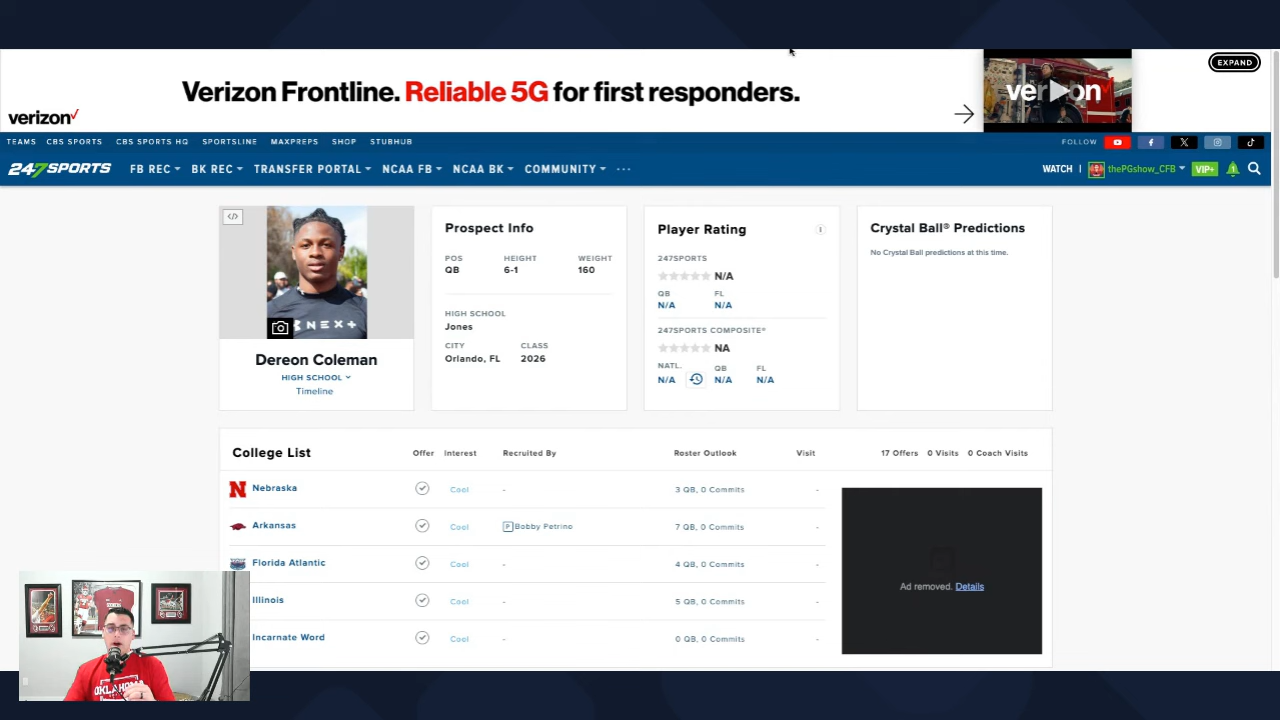 Verizon Frontline. Reliable 5G for first responders.
verizon
verizon
EXPAND
TEAMS CBS SPORTS CBS SPORTS HQ SPORTSLINE MAXPREPS SHOP STUBHUB FOLLOW
247SPORTS FB REC BK REC TRANSFER PORTAL NCAA FB NCAA BK COMMUNITY ... WATCH | thePGshow_CFB VIP+ 1
</>
NEXT
Dereon Coleman
HIGH SCHOOL
Timeline
Prospect Info
POS HEIGHT WEIGHT
QB 6-1 160
HIGH SCHOOL
Jones
CITY CLASS
Orlando, FL 2026
Player Rating
247SPORTS
N/A
QB FL
N/A N/A
247SPORTS COMPOSITE®
NA
NATL. QB FL
N/A N/A N/A
Crystal Ball® Predictions
No Crystal Ball predictions at this time.
College List Offer Interest Recruited By Roster Outlook Visit 17 Offers 0 Visits 0 Coach Visits
N Nebraska Cool - 3 QB, 0 Commits -
Arkansas Cool P Bobby Petrino 7 QB, 0 Commits -
Florida Atlantic Cool - 4 QB, 0 Commits -
Illinois Cool - 5 QB, 0 Commits -
Incarnate Word Cool - 0 QB, 0 Commits -
Ad removed. Details
OKLAHOMA